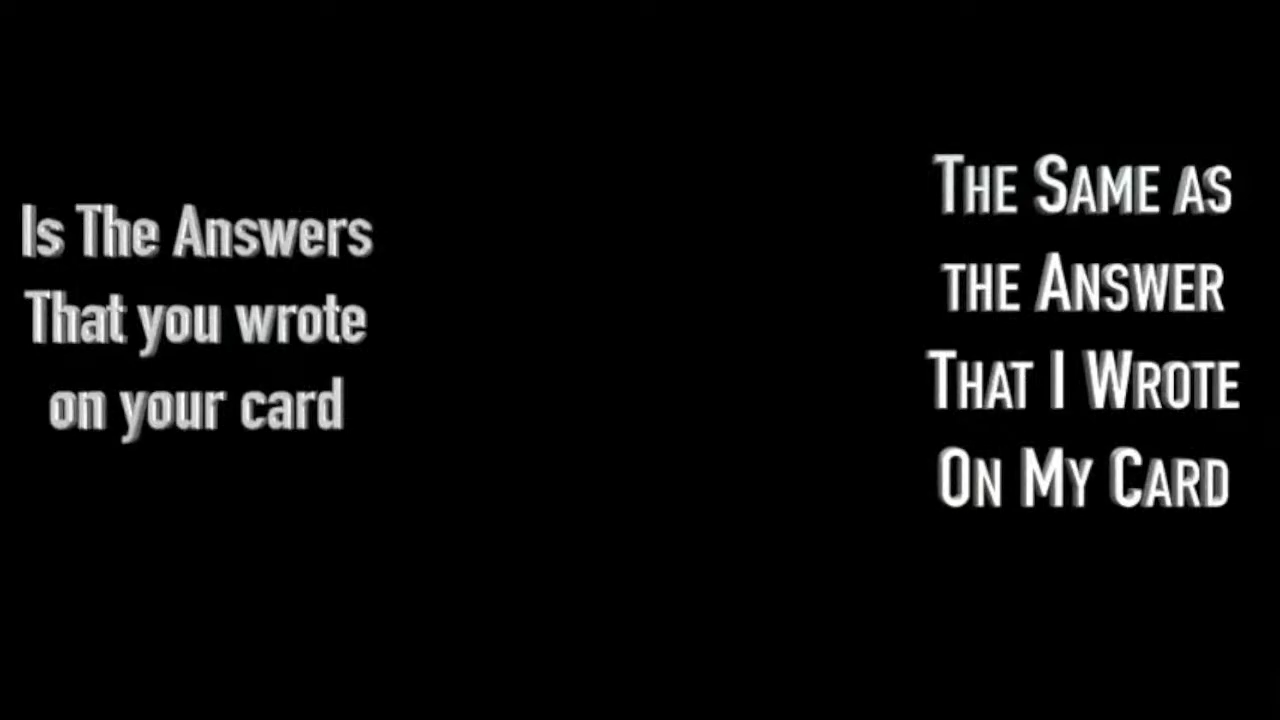 Is The Answers
That you wrote
on your card
The Same as
the Answer
That I Wrote
On My Card